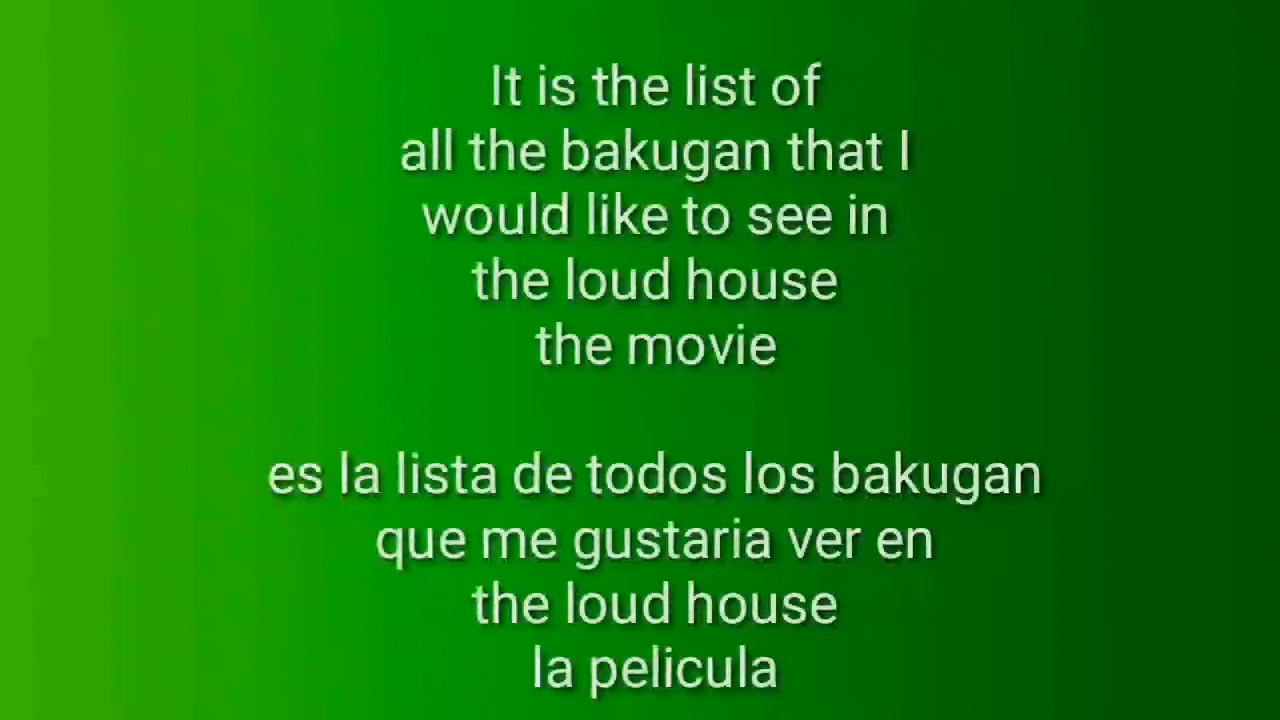 It is the list of
all the bakugan that I
would like to see in
the loud house
the movie
es la lista de todos los bakugan
que me gustaria ver en
the loud house
la pelicula